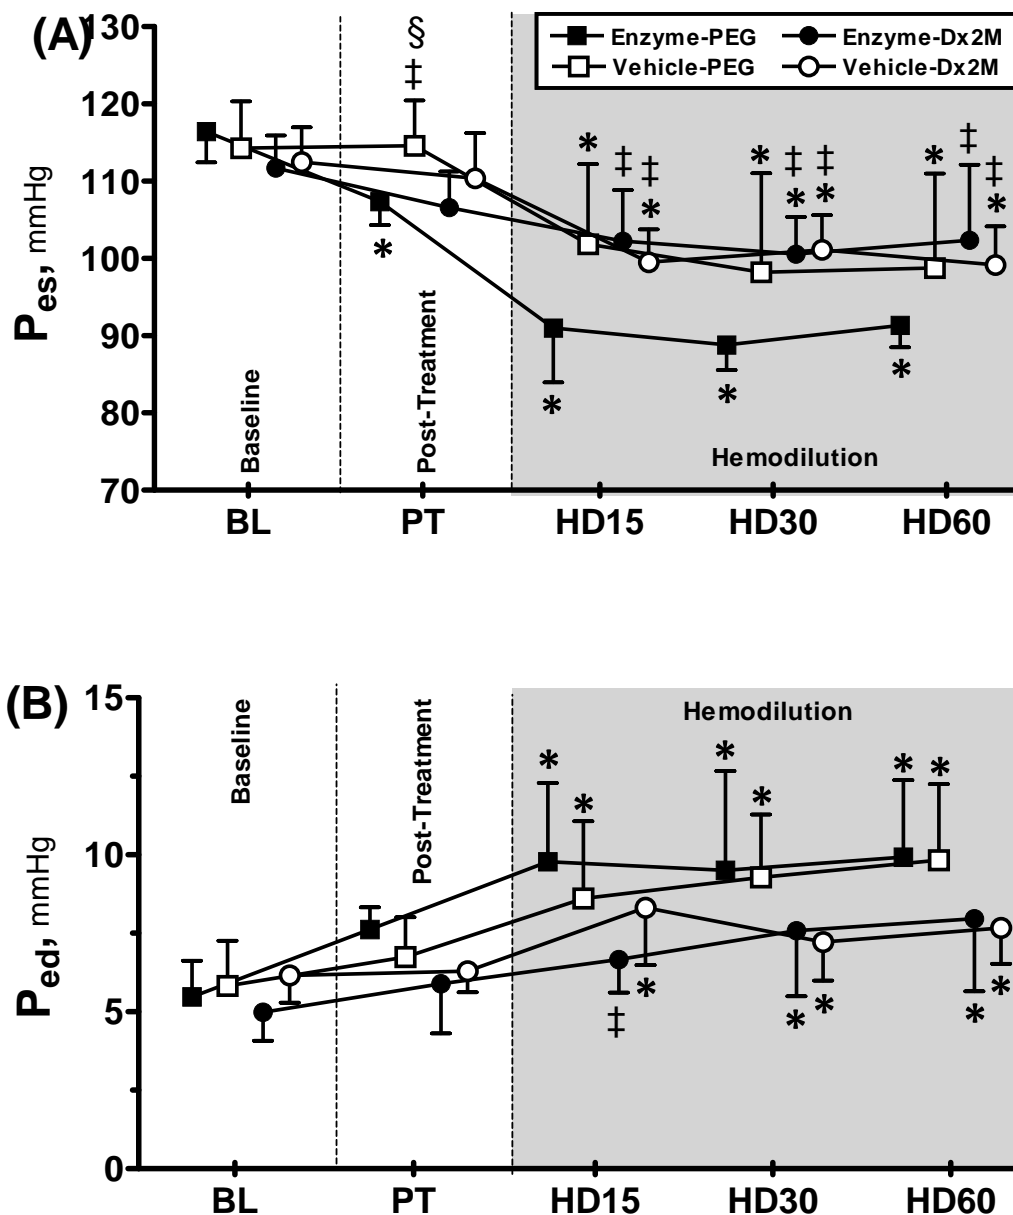 (A)
130
120
110
100
90
80
70
Pes, mmHg
Enzyme-PEG
Enzyme-Dx2M
Vehicle-PEG
Vehicle-Dx2M
§
‡
* ‡ ‡ * ‡ ‡ * ‡ ‡
* * * *
*
* * *
Baseline
Post-Treatment
Hemodilution
BL PT HD15 HD30 HD60
(B)
15
10
5
0
Ped, mmHg
Baseline
Post-Treatment
Hemodilution
* * * * * *
* * * * *
‡
BL PT HD15 HD30 HD60